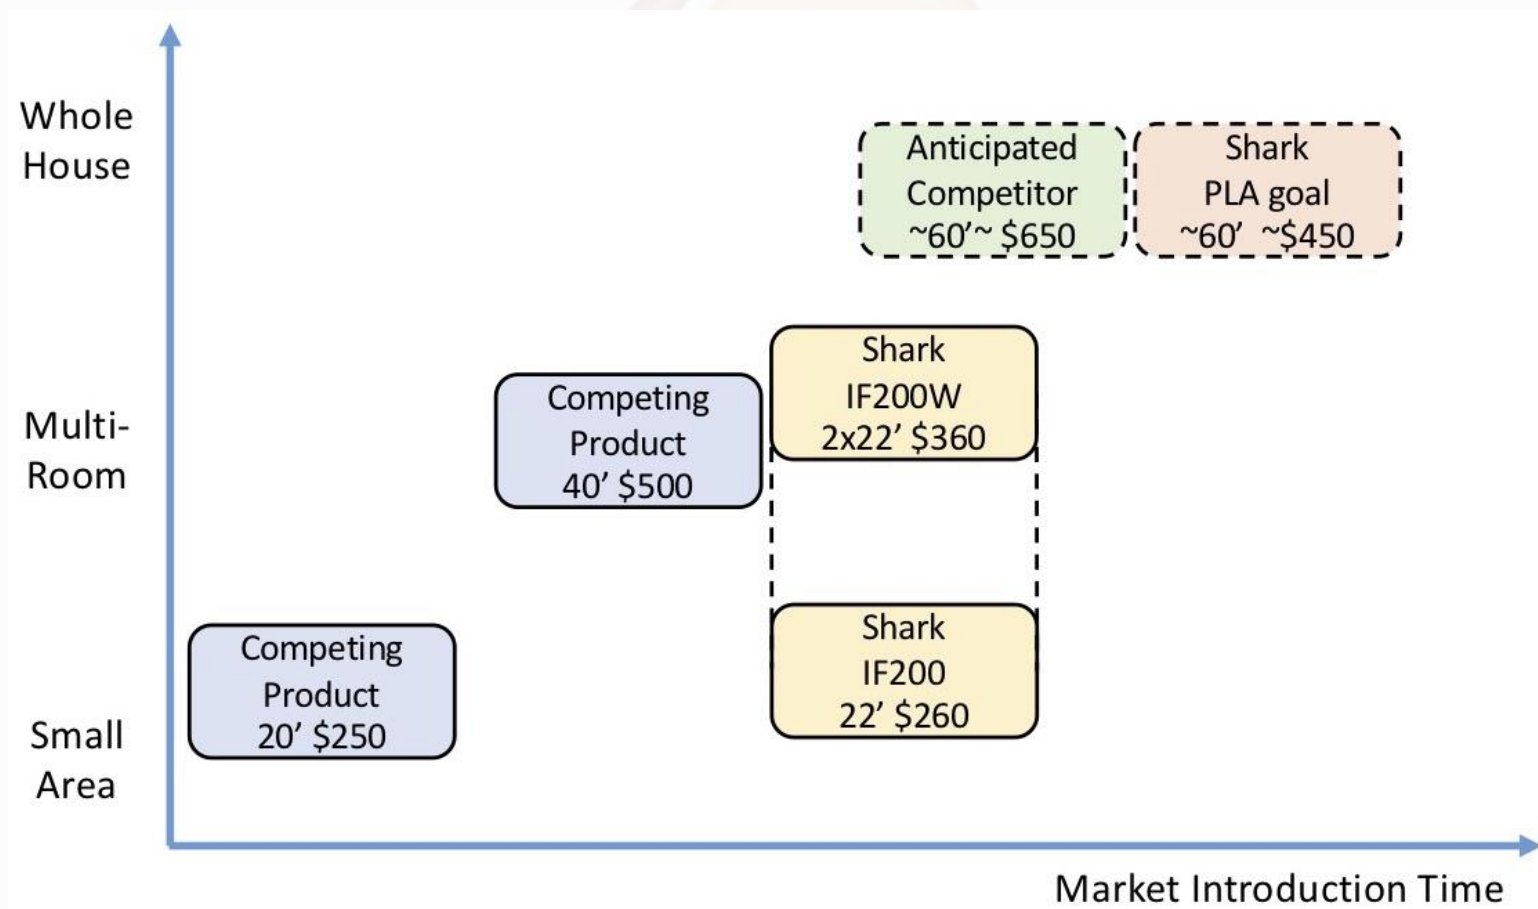 Whole
House
Anticipated
Competitor
~60’~ $650
Shark
PLA goal
~60’ ~$450
Multi-
Room
Competing
Product
40’ $500
Shark
IF200W
2x22’ $360
Small
Area
Competing
Product
20’ $250
Shark
IF200
22’ $260
Market Introduction Time